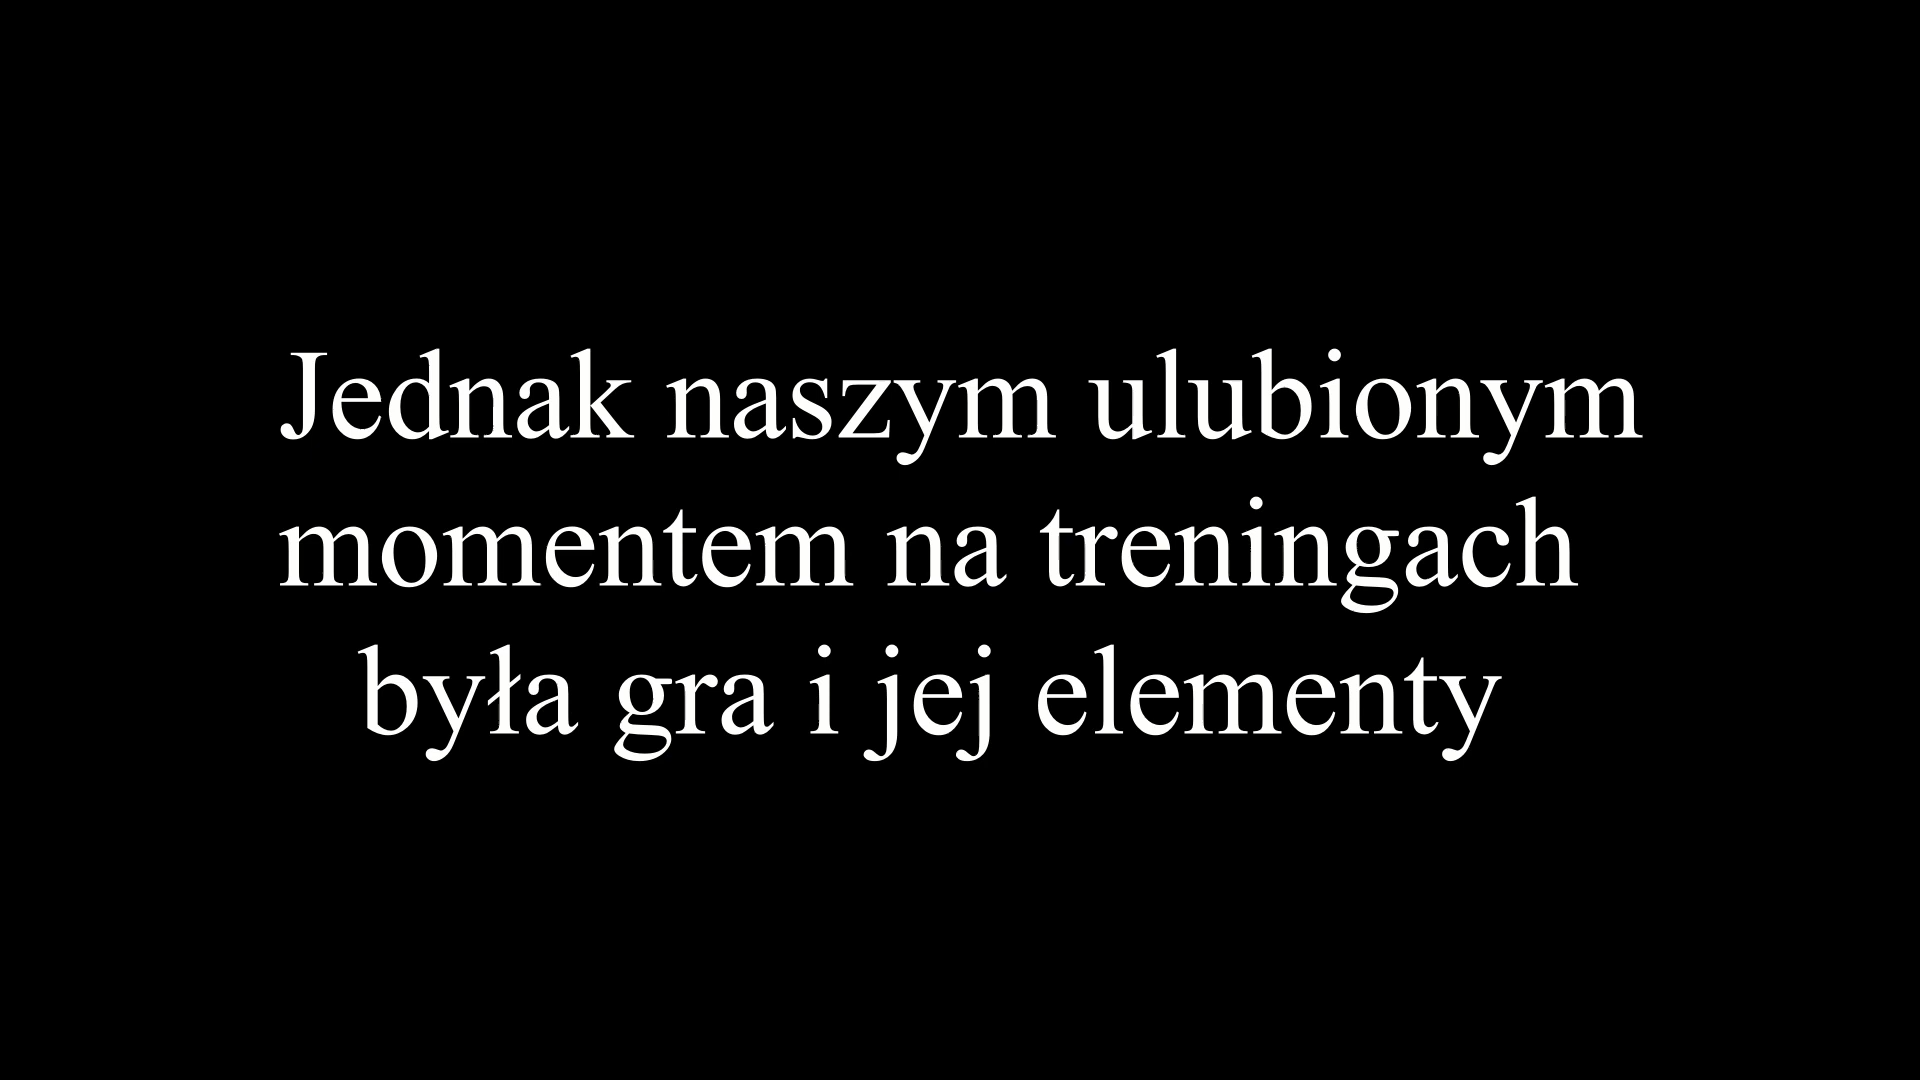 Jednak naszym ulubionym
momentem na treningach
była gra i jej elementy